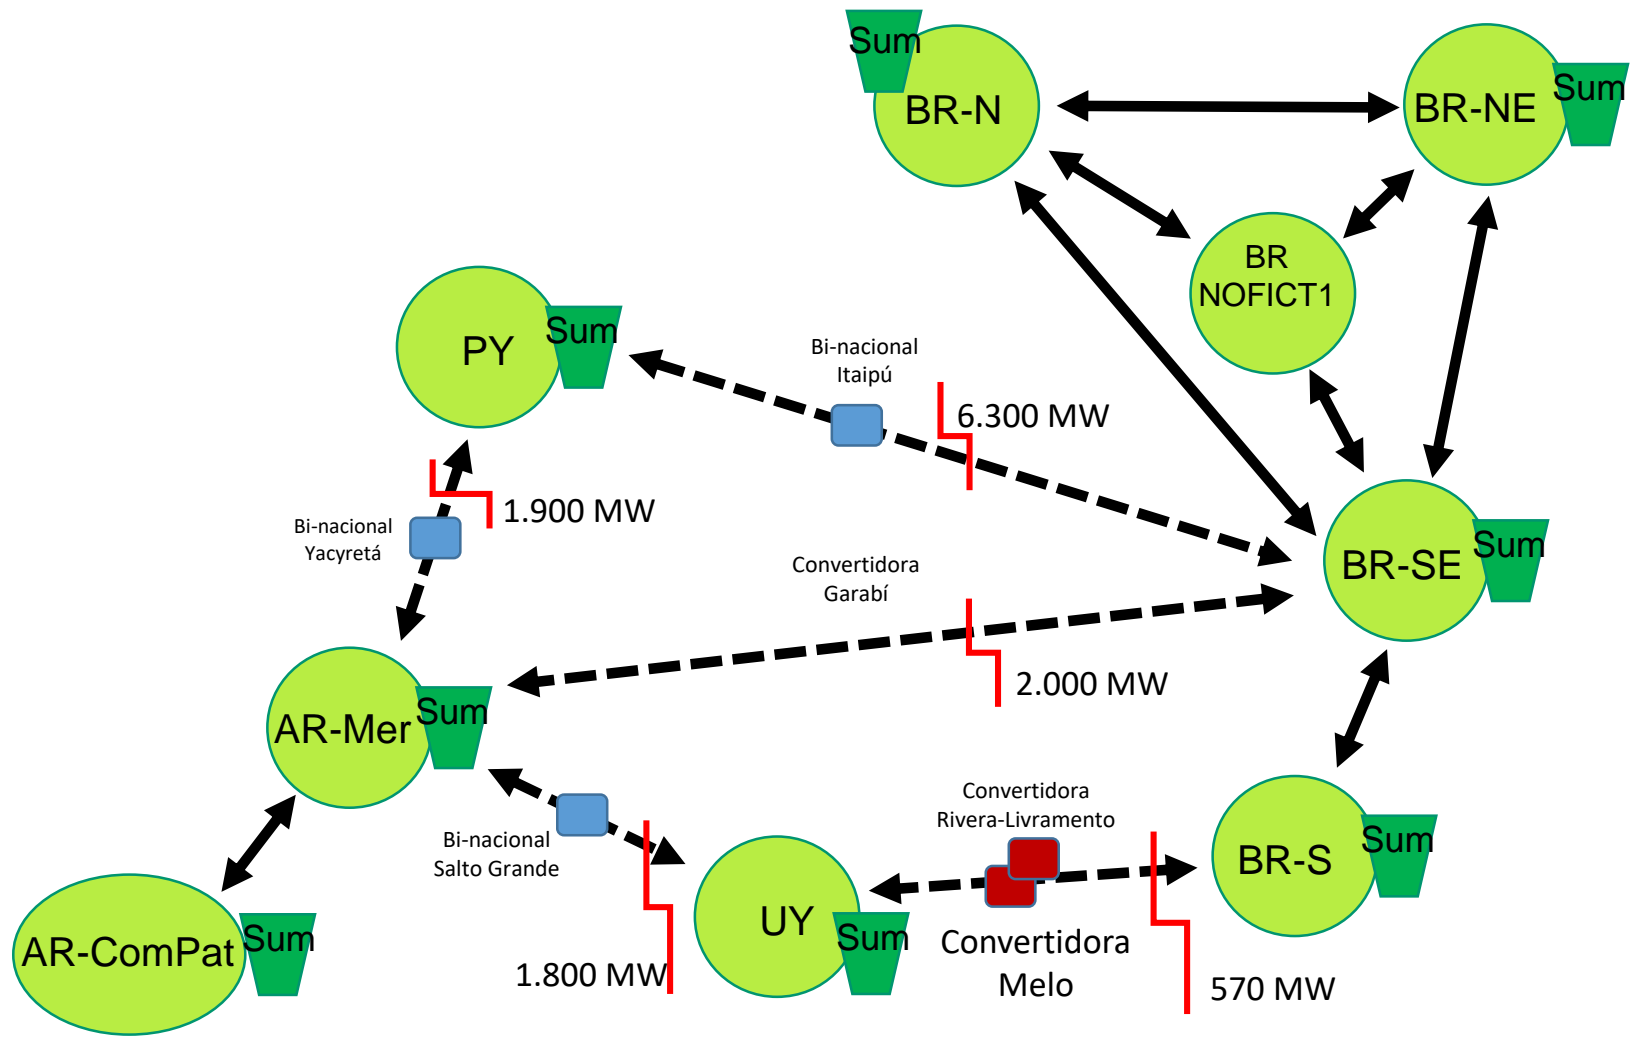 Sum
BR-N
BR-NE
Sum
BR
NOFICT1
PY
Sum
Bi-nacional
Itaipú
6.300 MW
1.900 MW
Bi-nacional
Yacyretá
Convertidora
Garabí
BR-SE
Sum
2.000 MW
AR-Mer
Sum
Convertidora
Rivera-Livramento
Bi-nacional
Salto Grande
BR-S
Sum
UY
Sum
Convertidora
Melo
AR-ComPat
Sum
1.800 MW
570 MW